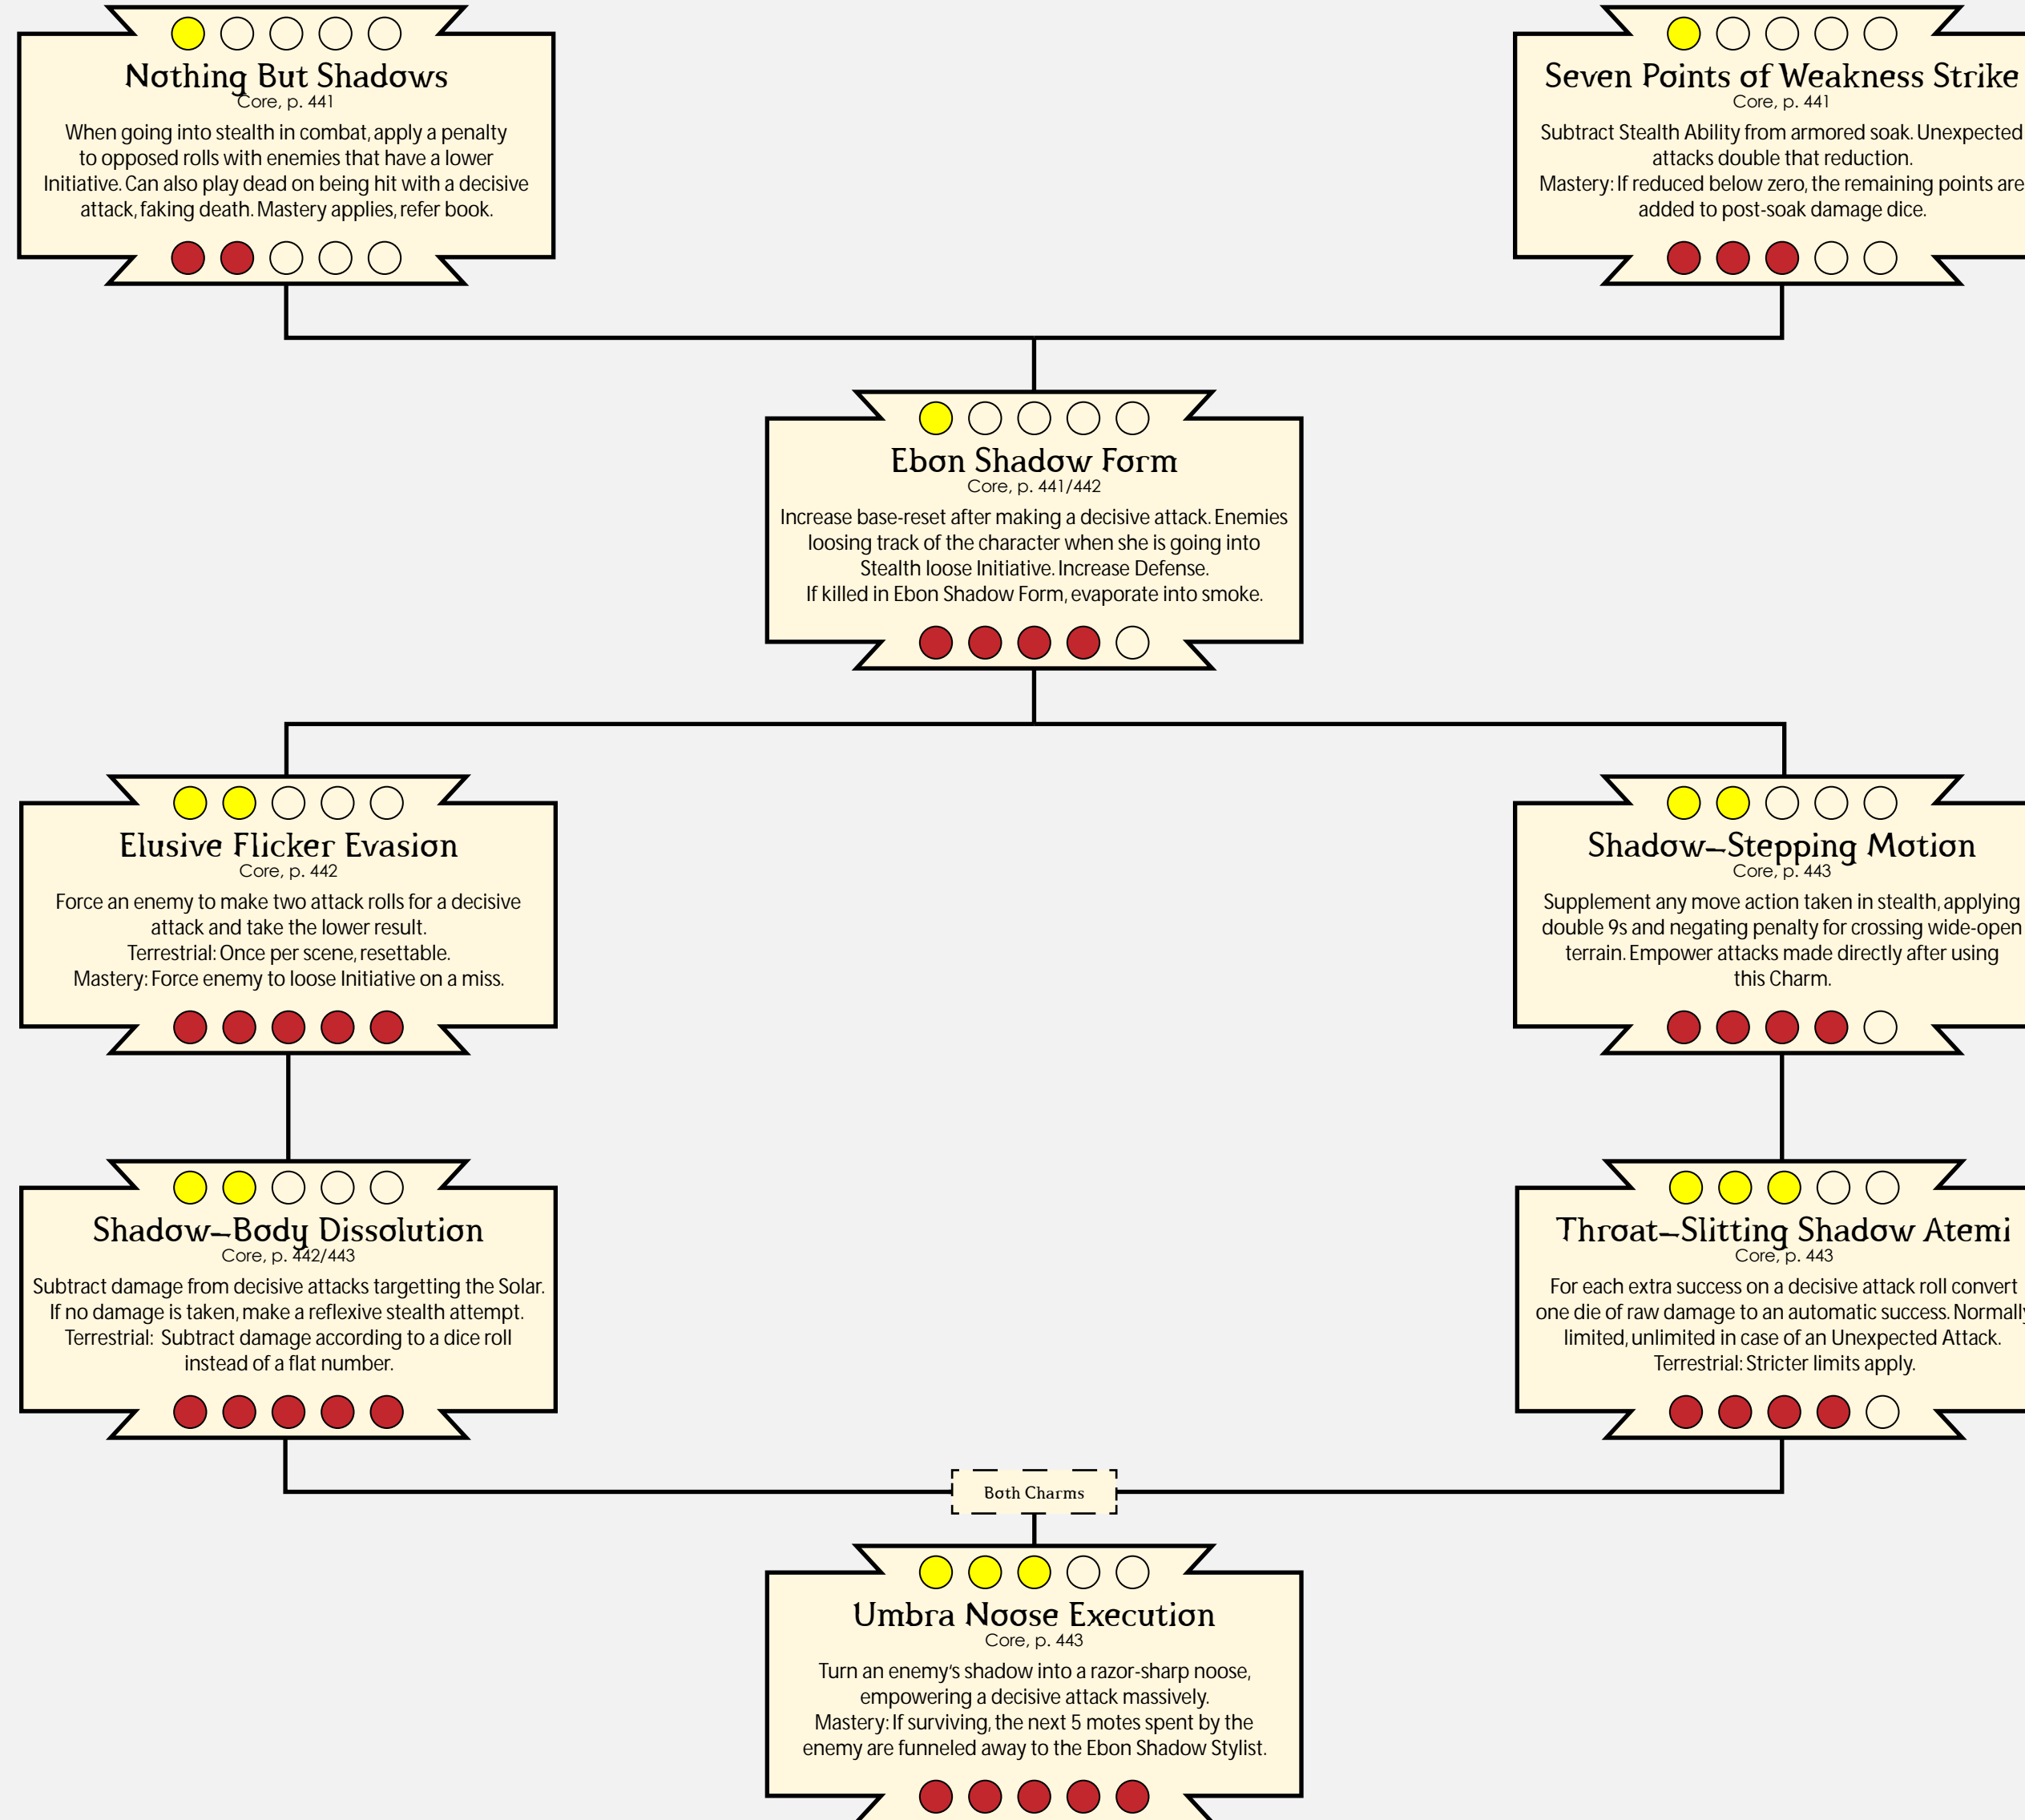 Nothing But Shadows
Core, p. 441
When going into stealth in combat, apply a penalty
to opposed rolls with enemies that have a lower
Initiative. Can also play dead on being hit with a decisive
attack, faking death. Mastery applies, refer book.
Seven Points of Weakness Strike
Core, p. 441
Subtract Stealth Ability from armored soak. Unexpected
attacks double that reduction.
Mastery: If reduced below zero, the remaining points are
added to post-soak damage dice.
Ebon Shadow Form
Core, p. 441/442
Increase base-reset after making a decisive attack. Enemies
loosing track of the character when she is going into
Stealth loose Initiative. Increase Defense.
If killed in Ebon Shadow Form, evaporate into smoke.
Elusive Flicker Evasion
Core, p. 442
Force an enemy to make two attack rolls for a decisive
attack and take the lower result.
Terrestrial: Once per scene, resettable.
Mastery: Force enemy to loose Initiative on a miss.
Shadow-Stepping Motion
Core, p. 443
Supplement any move action taken in stealth, applying
double 9s and negating penalty for crossing wide-open
terrain. Empower attacks made directly after using
this Charm.
Shadow-Body Dissolution
Core, p. 442/443
Subtract damage from decisive attacks targetting the Solar.
If no damage is taken, make a reflexive stealth attempt.
Terrestrial: Subtract damage according to a dice roll
instead of a flat number.
Throat-Slitting Shadow Atemi
Core, p. 443
For each extra success on a decisive attack roll convert
one die of raw damage to an automatic success. Normally
limited, unlimited in case of an Unexpected Attack.
Terrestrial: Stricter limits apply.
Both Charms
Umbra Noose Execution
Core, p. 443
Turn an enemy's shadow into a razor-sharp noose,
empowering a decisive attack massively.
Mastery: If surviving, the next 5 motes spent by the
enemy are funneled away to the Ebon Shadow Stylist.